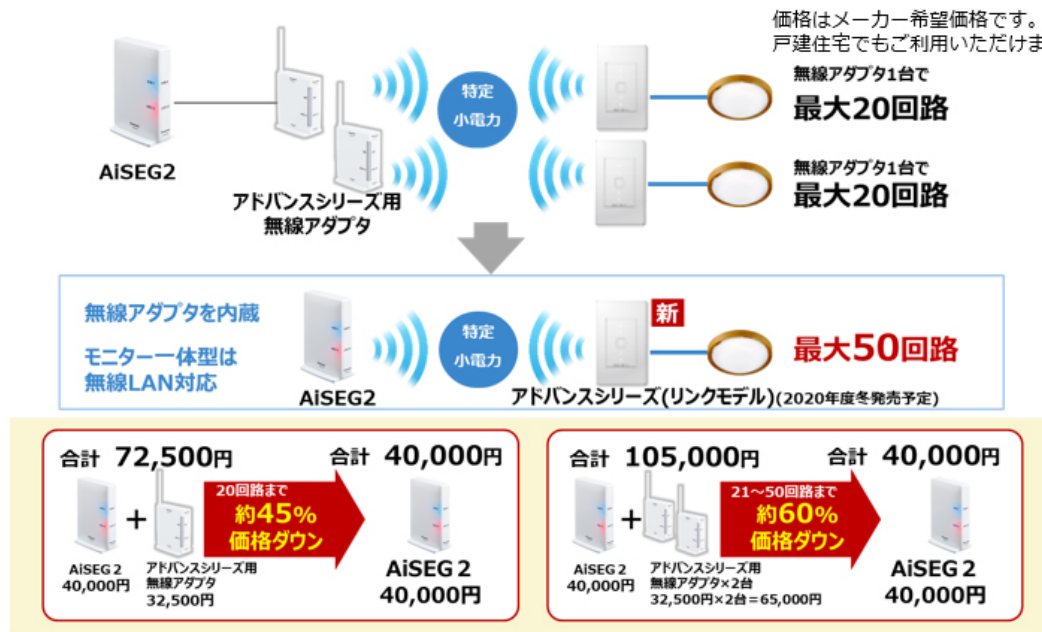 価格はメーカー希望価格です。
戸建住宅でもご利用いただけま
無線アダプタ1台で
最大20回路
特定
小電力
AiSEG2
無線アダプタ1台で
最大20回路
アドバンスシリーズ用
無線アダプタ
無線アダプタを内蔵
モニター一体型は
無線LAN対応
AiSEG2
特定
小電力
新
最大50回路
アドバンスシリーズ(リンクモデル)(2020年度冬発売予定)
合計 72,500円
合計 40,000円
20回路まで
約45%
価格ダウン
+
AiSEG 2
40,000円
アドバンスシリーズ用
無線アダプタ
32,500円
AiSEG 2
40,000円
合計 105,000円
合計 40,000円
21～50回路まで
約60%
価格ダウン
+
AiSEG 2
40,000円
アドバンスシリーズ用
無線アダプタ×2台
32,500円×2台=65,000円
AiSEG 2
40,000円